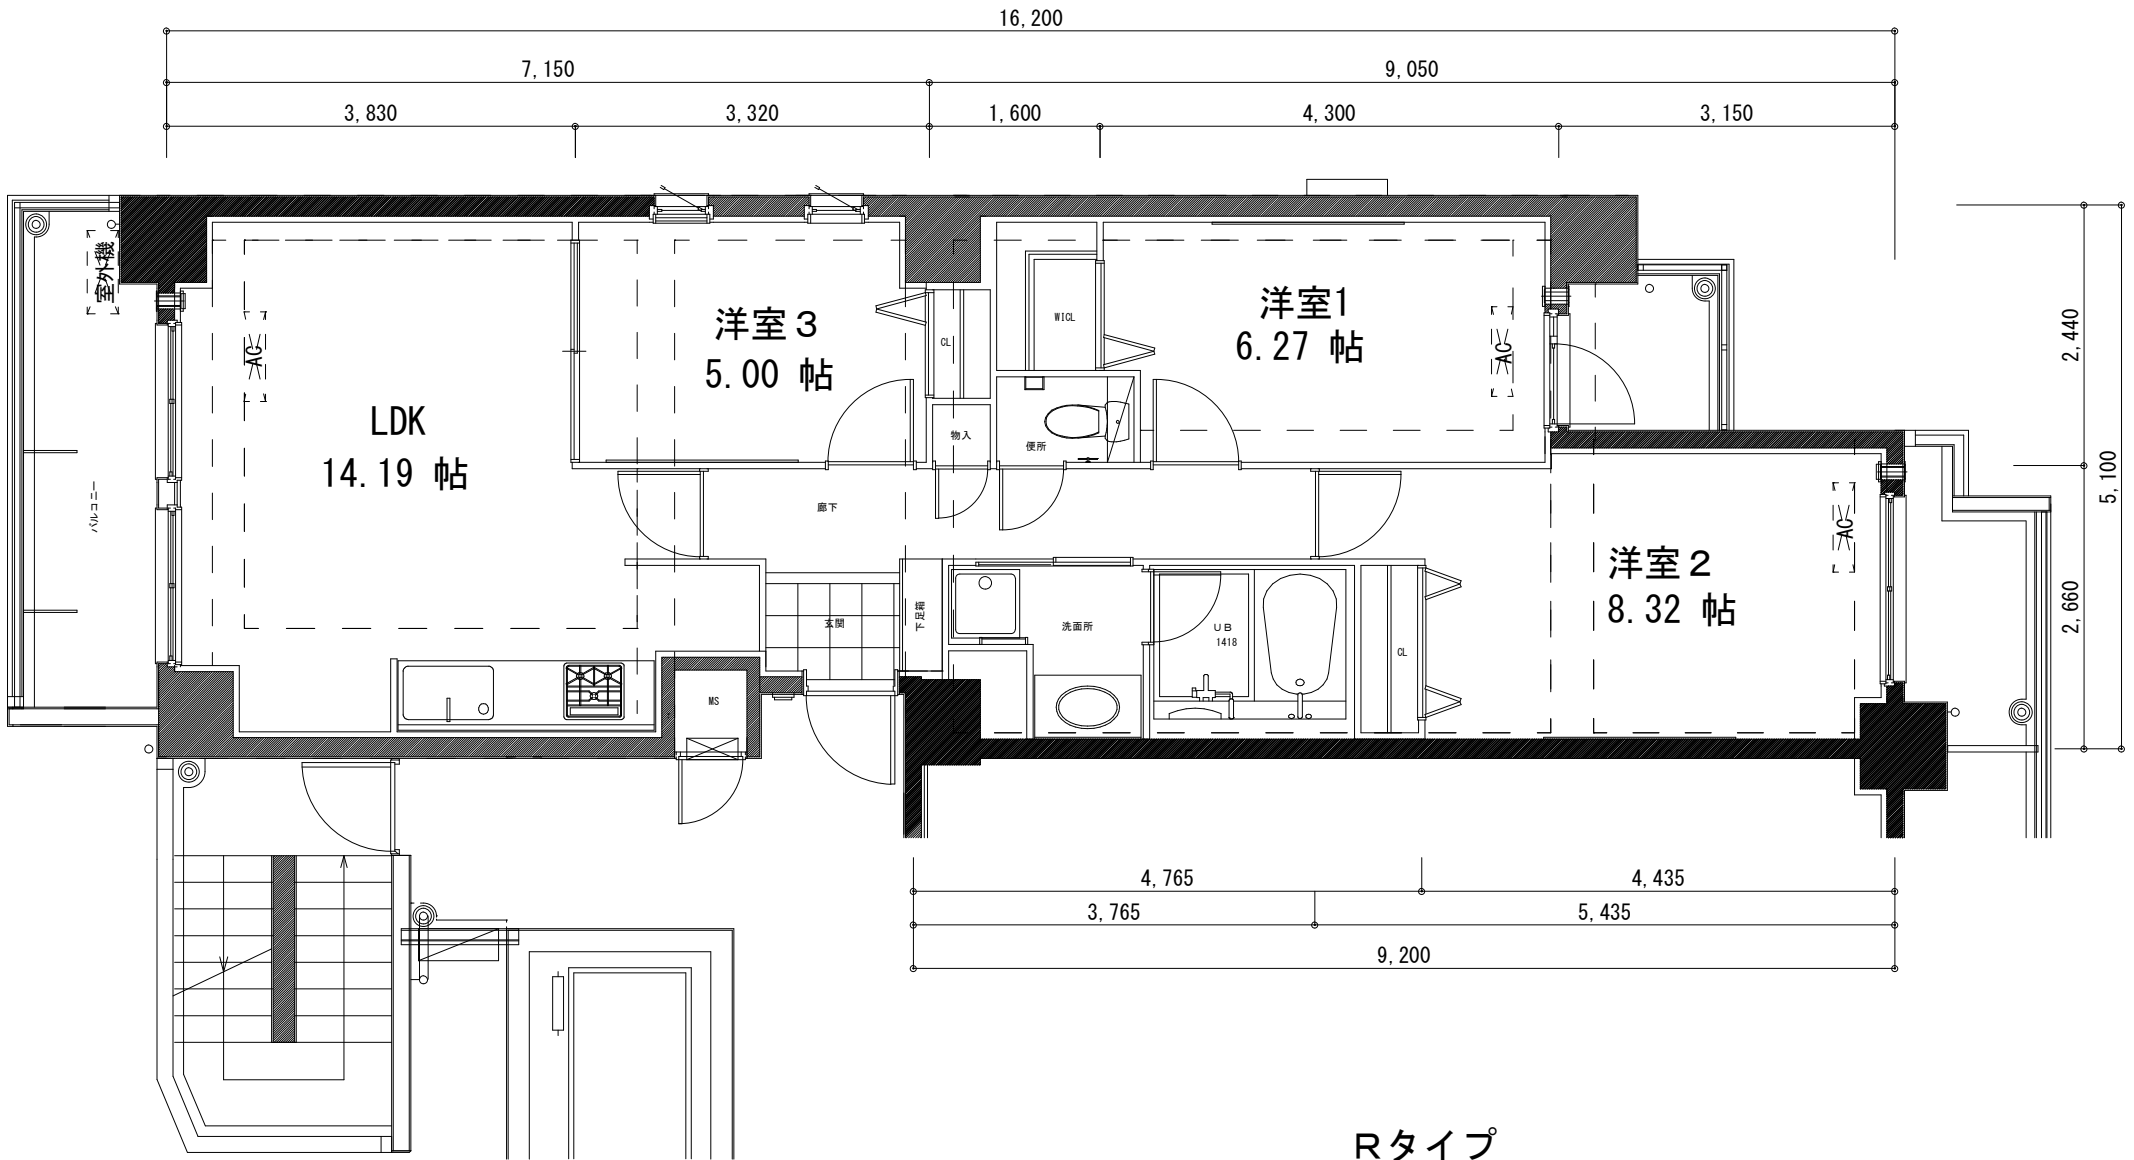 16,200
7,150
9,050
3,830
3,320
1,600
4,300
3,150
室外機
AC
洋室３
5.00 帖
CL
WICL
洋室1
6.27 帖
AC
2,440
5,100
2,660
LDK
14.19 帖
物入
便所
バルコニー
廊下
AC
洋室２
8.32 帖
玄関
下足箱
洗面所
ＵＢ
1418
CL
MS
4,765
4,435
3,765
5,435
9,200
Ｒタイプ